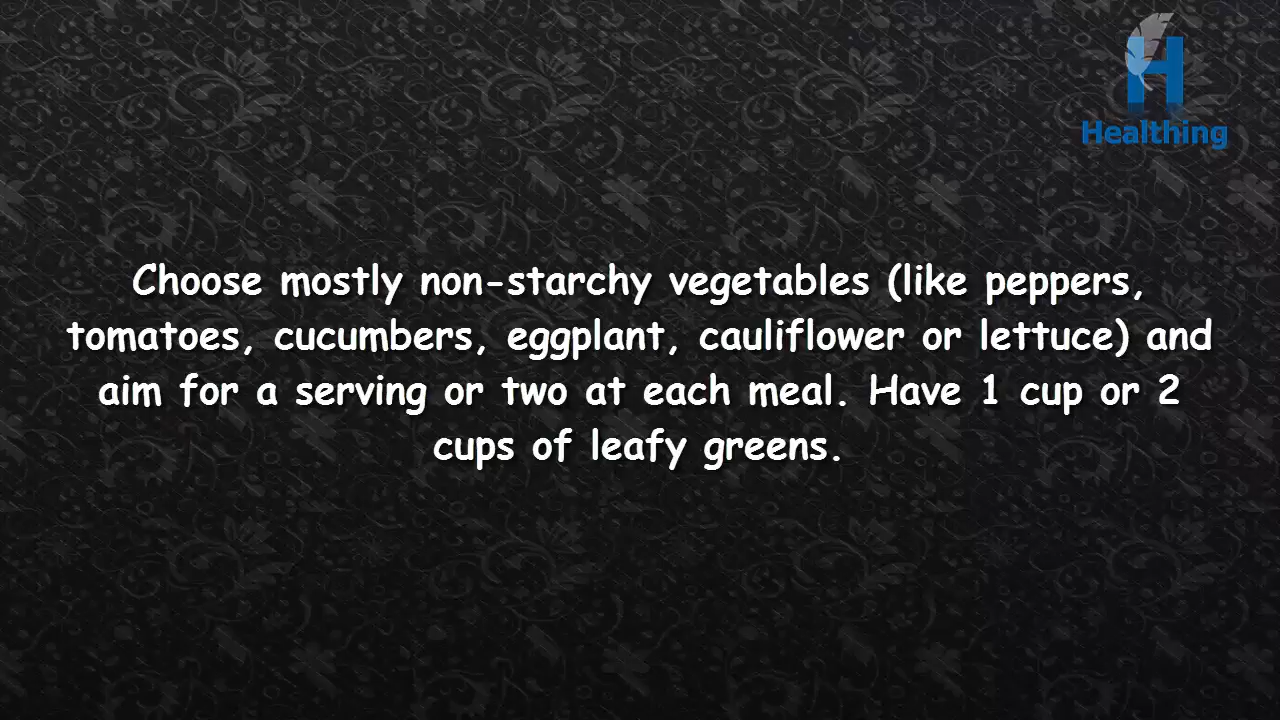 H
Healthing
Choose mostly non-starchy vegetables (like peppers,
tomatoes, cucumbers, eggplant, cauliflower or lettuce) and
aim for a serving or two at each meal. Have 1 cup or 2
cups of leafy greens.